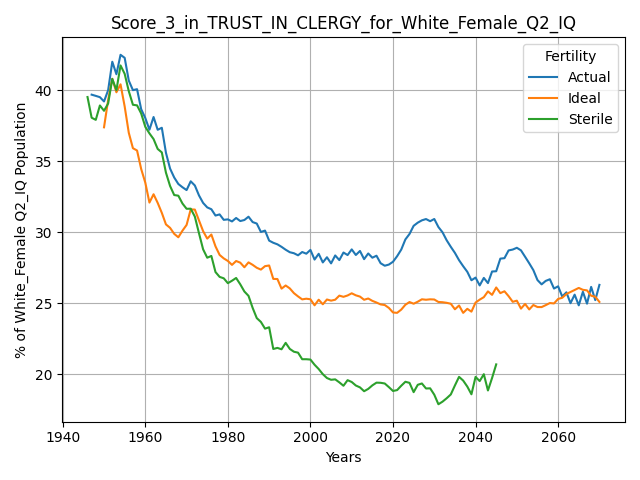 Score_3_in_TRUST_IN_CLERGY_for_White_Female_Q2_IQ
Fertility
Actual
Ideal
Sterile
% of White_Female Q2_IQ Population
40
35
30
25
20
1940
1960
1980
2000
2020
2040
2060
Years